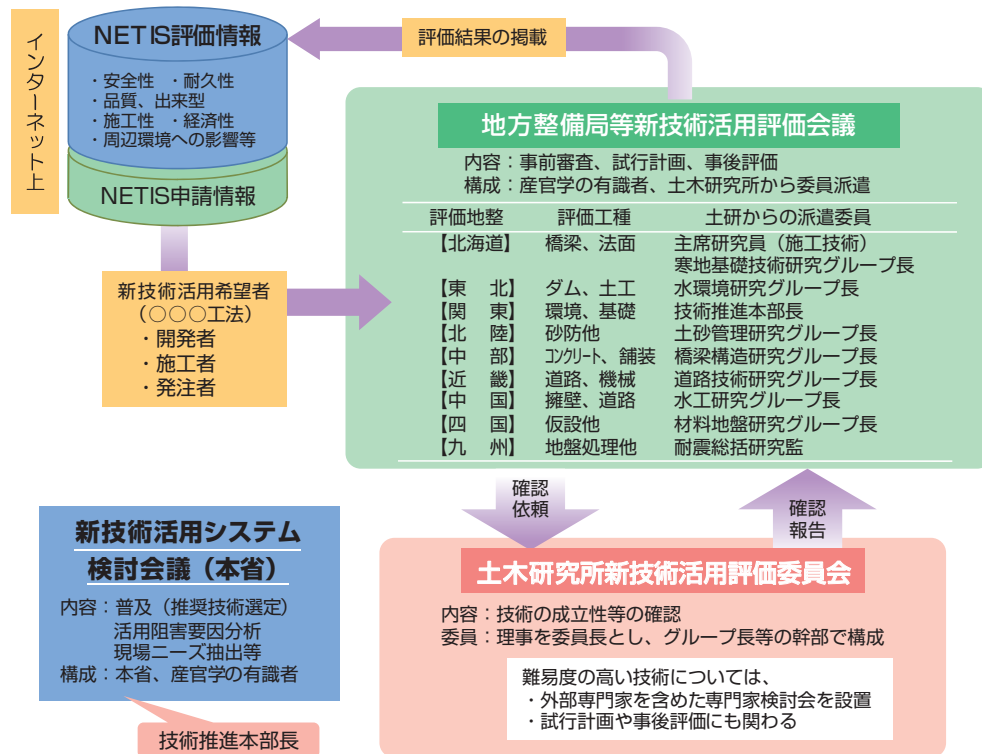 インターネット上
NETIS評価情報
・安全性 ・耐久性
・品質、出来型
・施工性 ・経済性
・周辺環境への影響等
NETIS申請情報
評価結果の掲載
新技術活用希望者
（○○○工法）
・開発者
・施工者
・発注者
地方整備局等新技術活用評価会議
内容：事前審査、試行計画、事後評価
構成：産官学の有識者、土木研究所から委員派遣
評価地整 評価工種 土研からの派遣委員
【北海道】 橋梁、法面 主席研究員（施工技術）
寒地基礎技術研究グループ長
【東 北】 ダム、土工 水環境研究グループ長
【関 東】 環境、基礎 技術推進本部長
【北 陸】 砂防他 土砂管理研究グループ長
【中 部】 コンクリート、舗装 橋梁構造研究グループ長
【近 畿】 道路、機械 道路技術研究グループ長
【中 国】 擁壁、道路 水工研究グループ長
【四 国】 仮設他 材料地盤研究グループ長
【九 州】 地盤処理他 耐震総括研究監
確認
依頼
確認
報告
新技術活用システム
検討会議（本省）
内容：普及（推奨技術選定）
活用阻害要因分析
現場ニーズ抽出等
構成：本省、産官学の有識者
技術推進本部長
土木研究所新技術活用評価委員会
内容：技術の成立性等の確認
委員：理事を委員長とし、グループ長等の幹部で構成
難易度の高い技術については、
・外部専門家を含めた専門家検討会を設置
・試行計画や事後評価にも関わる